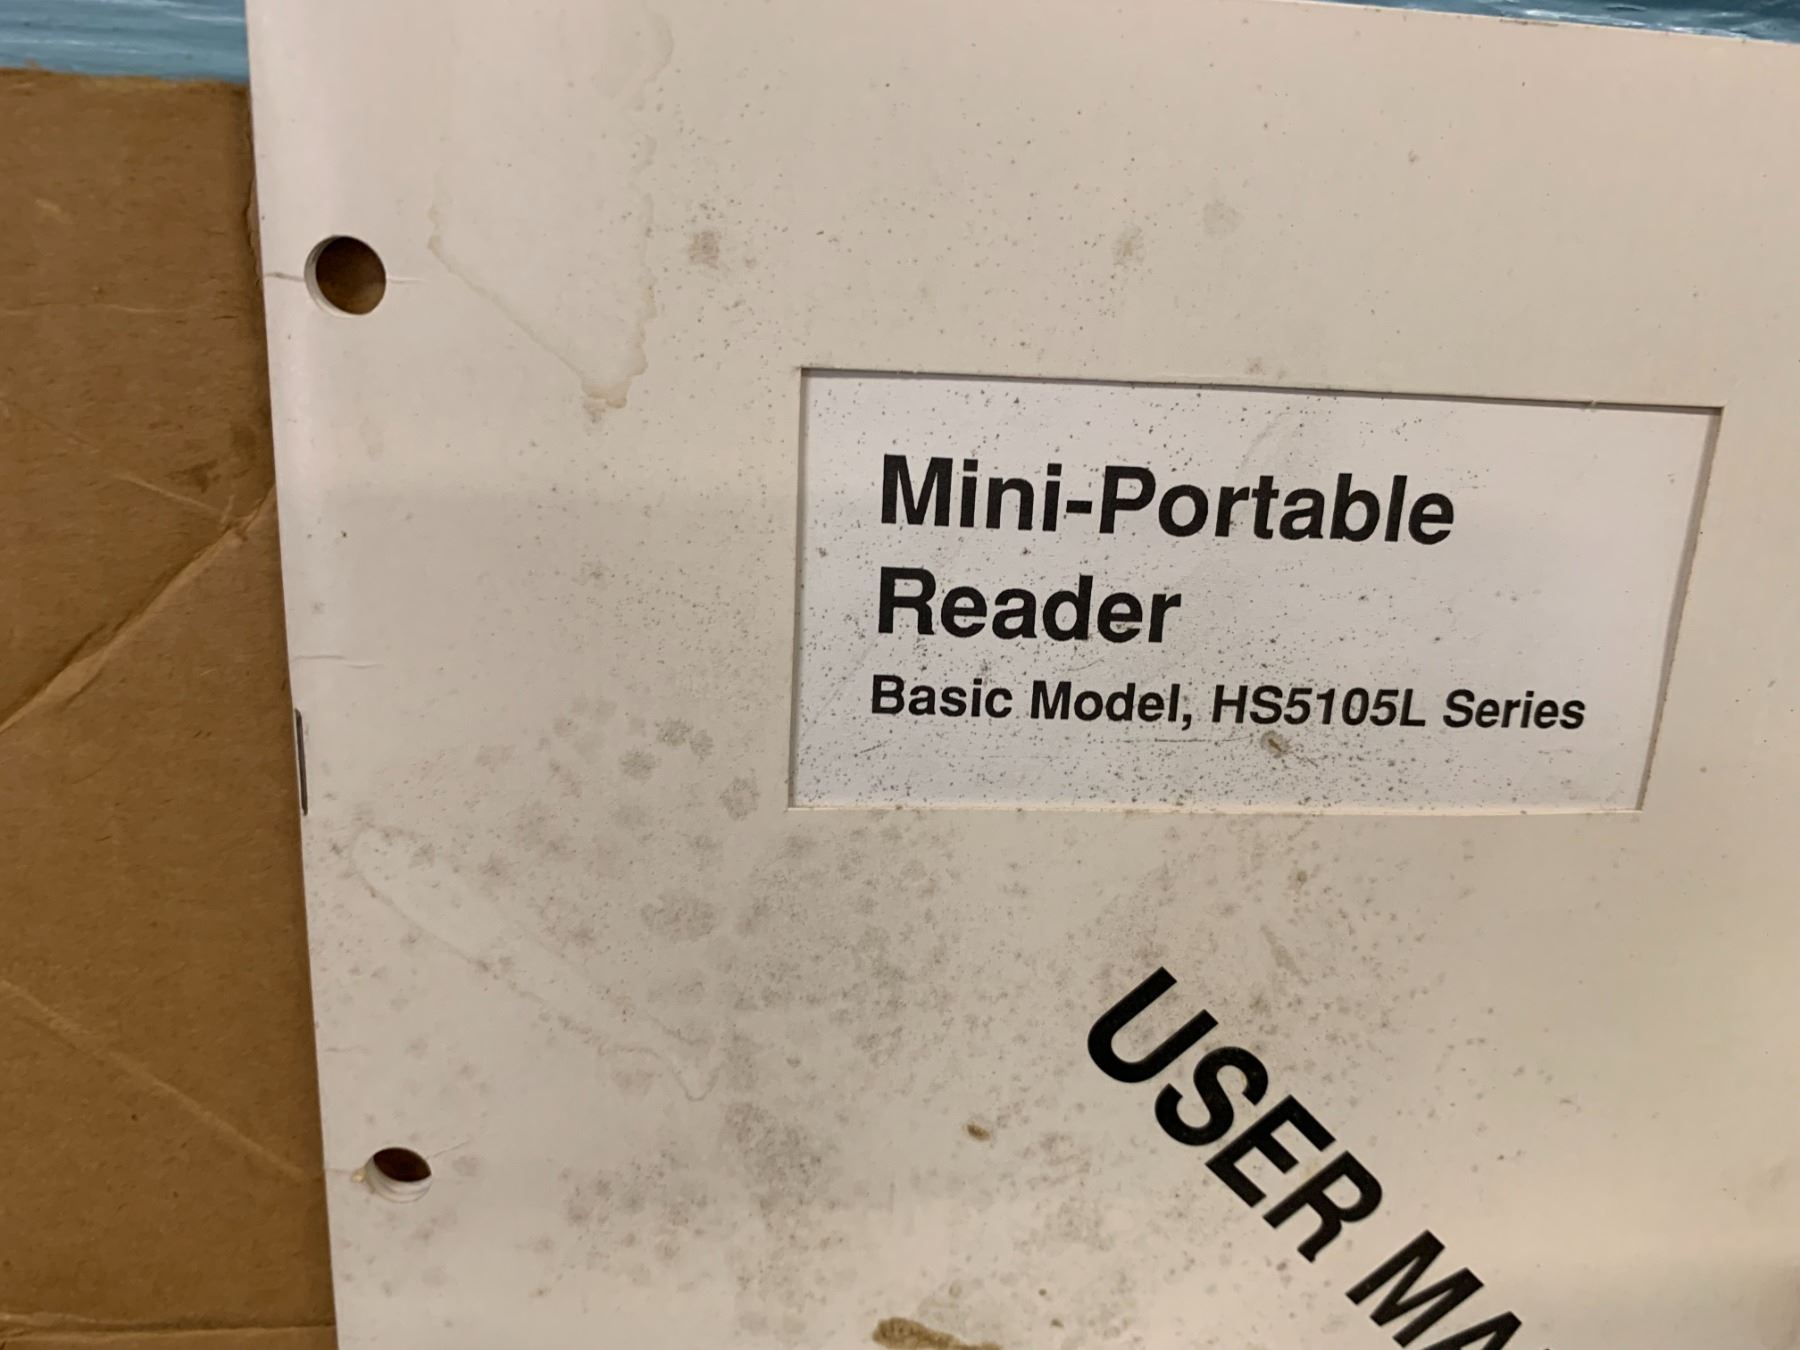 Mini-Portable
Reader
Basic Model, HS5105L Series
USER